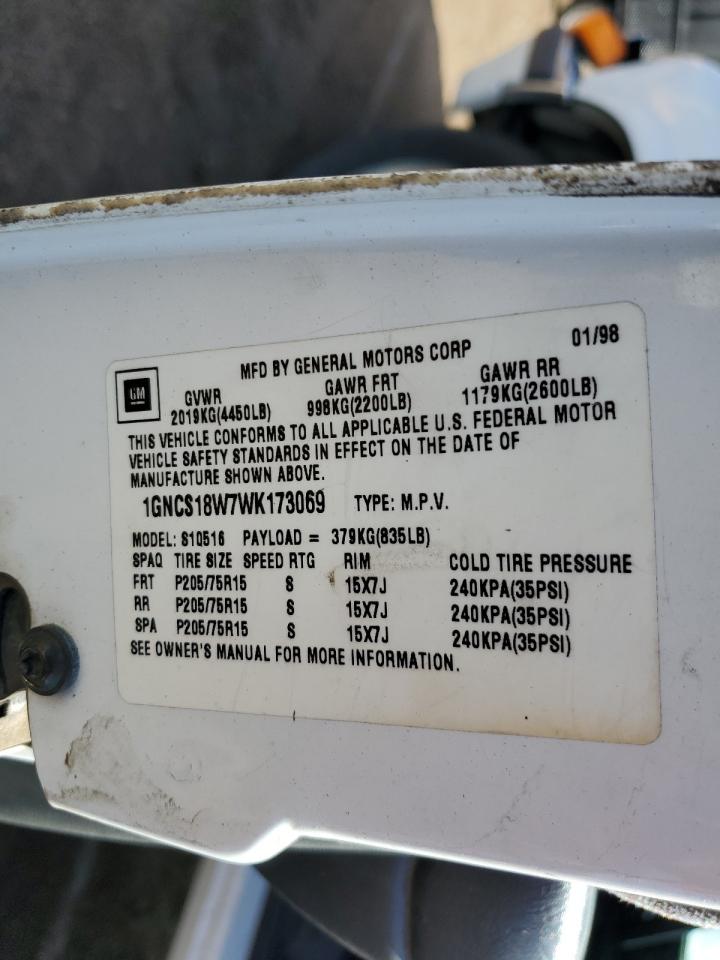 MFD BY GENERAL MOTORS CORP 01/98
GM
GVWR GAWR FRT GAWR RR
2019KG(4450LB) 998KG(2200LB) 1179KG(2600LB)
THIS VEHICLE CONFORMS TO ALL APPLICABLE U.S. FEDERAL MOTOR
VEHICLE SAFETY STANDARDS IN EFFECT ON THE DATE OF
MANUFACTURE SHOWN ABOVE.
1GNCS18W7WK173069 TYPE: M.P.V.
MODEL: S10516 PAYLOAD = 379KG(835LB)
SPAQ TIRE SIZE SPEED RTG RIM COLD TIRE PRESSURE
FRT P205/75R15 S 15X7J 240KPA(35PSI)
RR P205/75R15 S 15X7J 240KPA(35PSI)
SPA P205/75R15 S 15X7J 240KPA(35PSI)
SEE OWNER'S MANUAL FOR MORE INFORMATION.